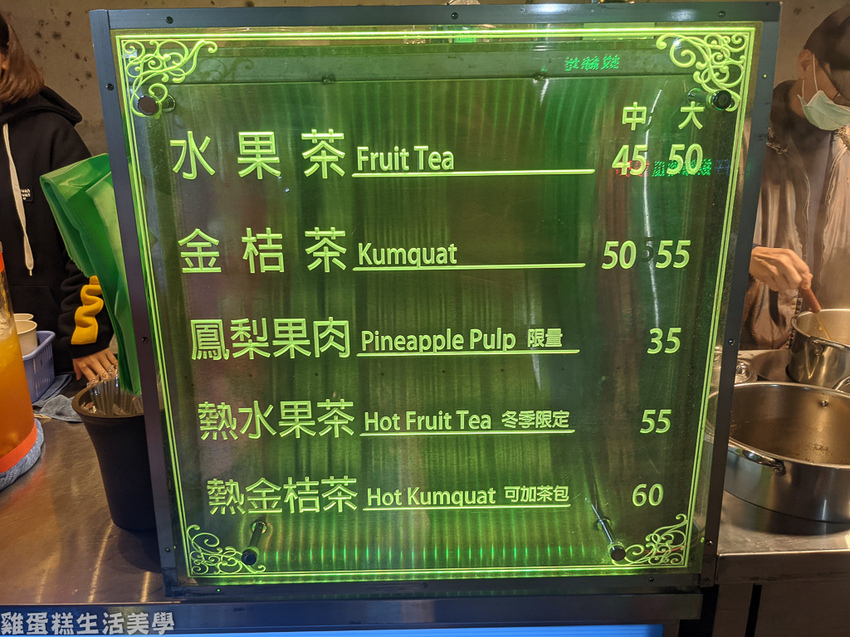 中 大
水果茶 Fruit Tea 45 50
金桔茶 Kumquat 50 55
鳳梨果肉 Pineapple Pulp 限量 35
熱水果茶 Hot Fruit Tea 冬季限定 55
熱金桔茶 Hot Kumquat 可加茶包 60
雞蛋糕生活美學